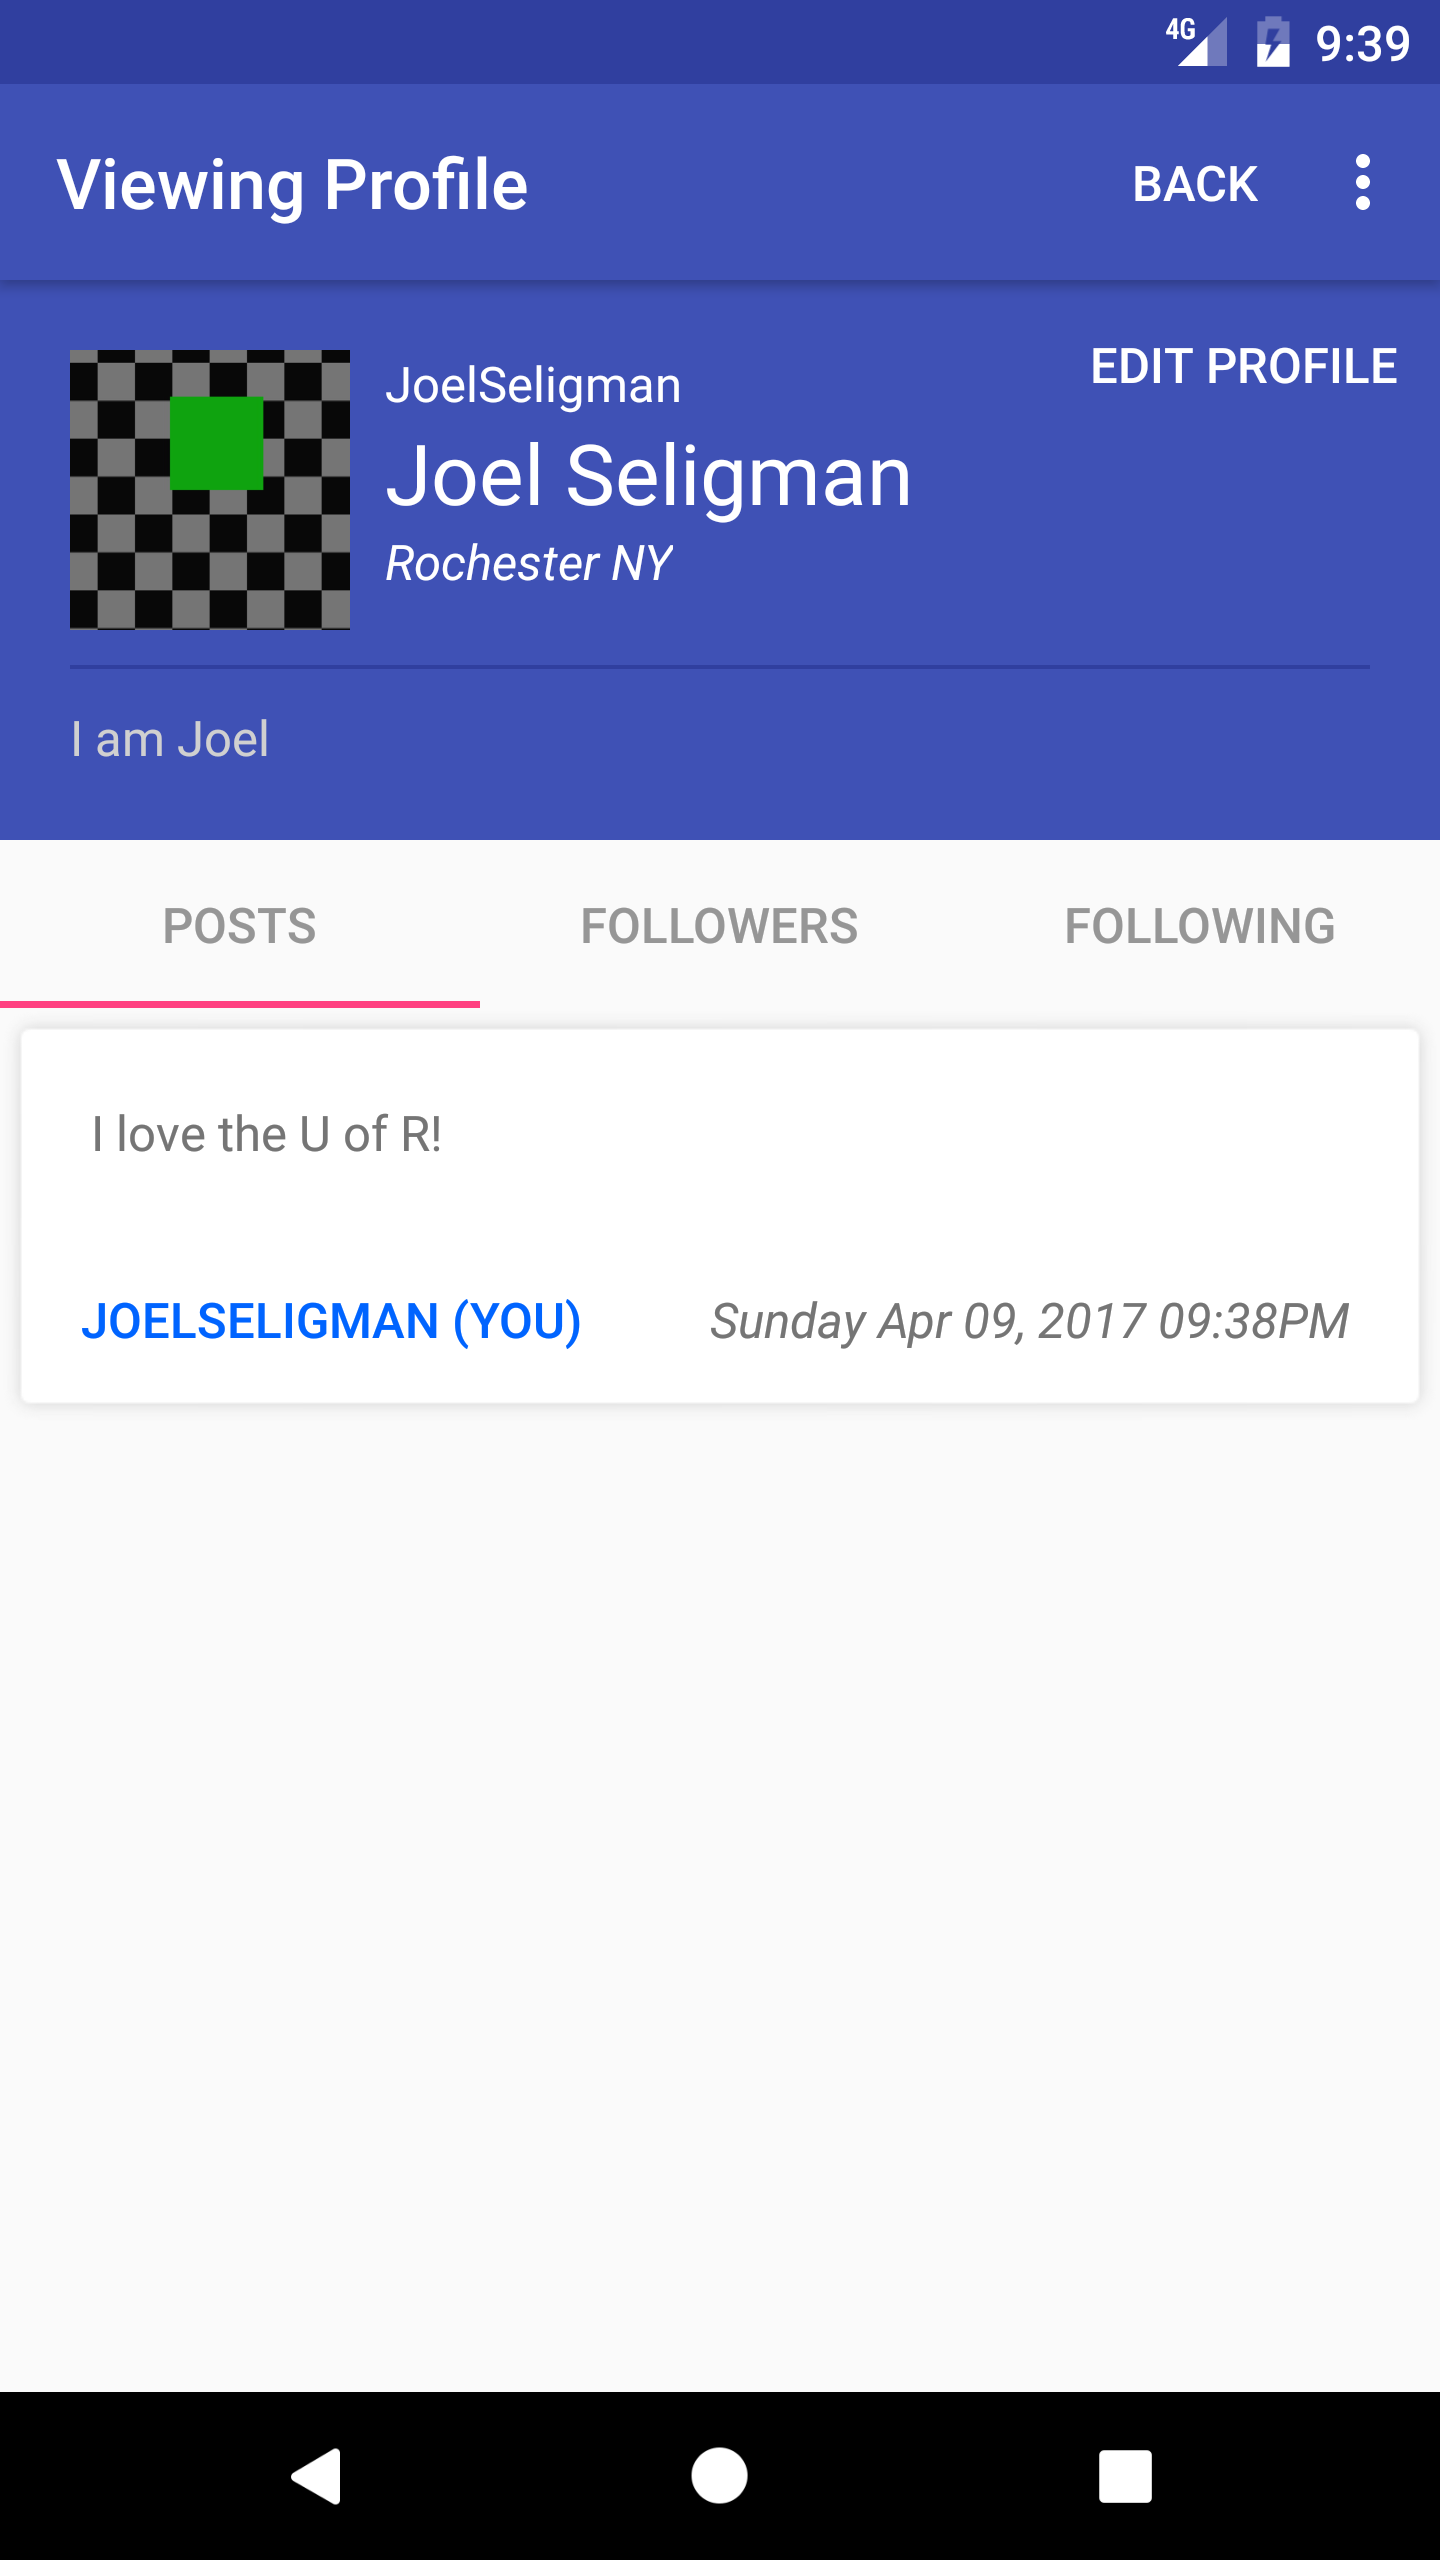 4G 9:39
Viewing Profile BACK
EDIT PROFILE
JoelSeligman
Joel Seligman
Rochester NY
I am Joel
POSTS FOLLOWERS FOLLOWING
I love the U of R!
JOELSELIGMAN (YOU) Sunday Apr 09, 2017 09:38PM